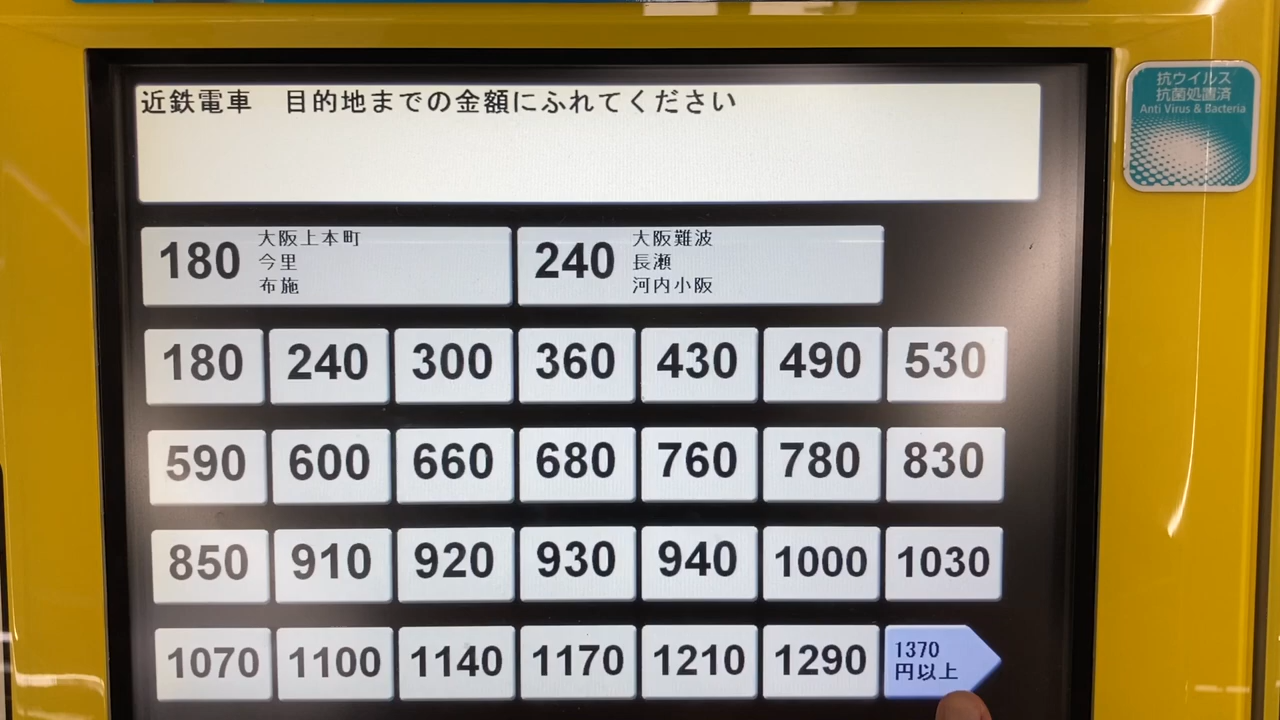 近鉄電車　目的地までの金額にふれてください
抗ウイルス
抗菌処置済
Anti Virus & Bacteria
180 大阪上本町
今里
布施
240 大阪難波
長瀬
河内小阪
180 240 300 360 430 490 530
590 600 660 680 760 780 830
850 910 920 930 940 1000 1030
1070 1100 1140 1170 1210 1290 1370
円以上